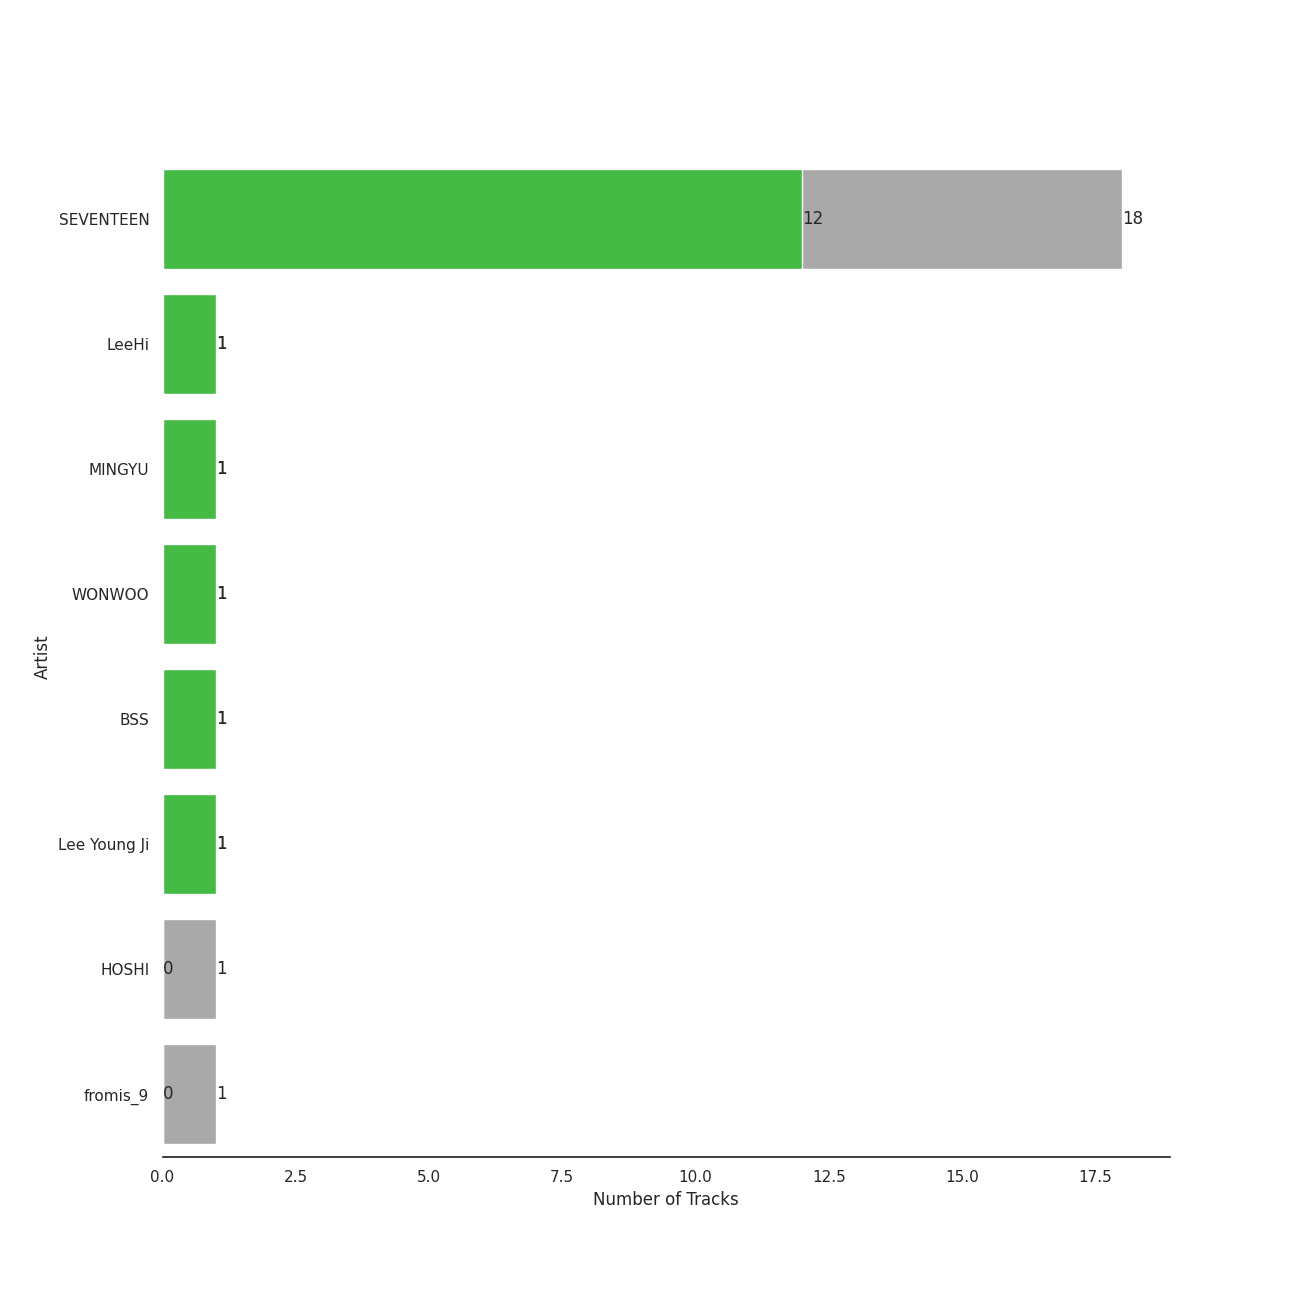 SEVENTEEN 12 18
LeeHi 1
MINGYU 1
WONWOO 1
BSS 1
Lee Young Ji 1
HOSHI 0 1
fromis_9 0 1
Artist
0.0 2.5 5.0 7.5 10.0 12.5 15.0 17.5
Number of Tracks